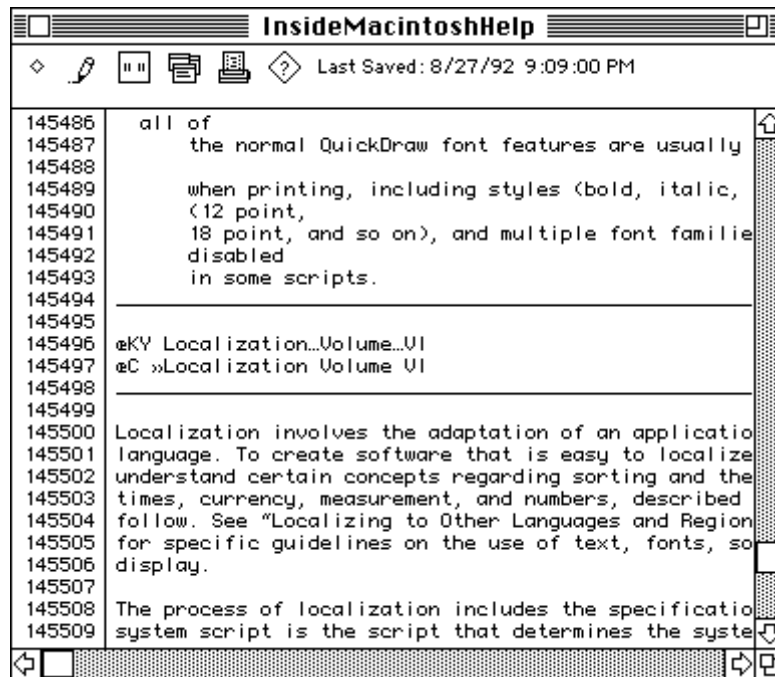 InsideMacintoshHelp
Last Saved: 8/27/92 9:09:00 PM
145486 all of
145487 the normal QuickDraw font features are usually
145488
145489 when printing, including styles (bold, italic,
145490 (12 point,
145491 18 point, and so on), and multiple font familie
145492 disabled
145493 in some scripts.
145494
145495
145496 œKY Localization…Volume…VI
145497 œC »Localization Volume VI
145498
145499
145500 Localization involves the adaptation of an applicatio
145501 language. To create software that is easy to localize
145502 understand certain concepts regarding sorting and the
145503 times, currency, measurement, and numbers, described
145504 follow. See “Localizing to Other Languages and Region
145505 for specific guidelines on the use of text, fonts, so
145506 display.
145507
145508 The process of localization includes the specificatio
145509 system script is the script that determines the syste